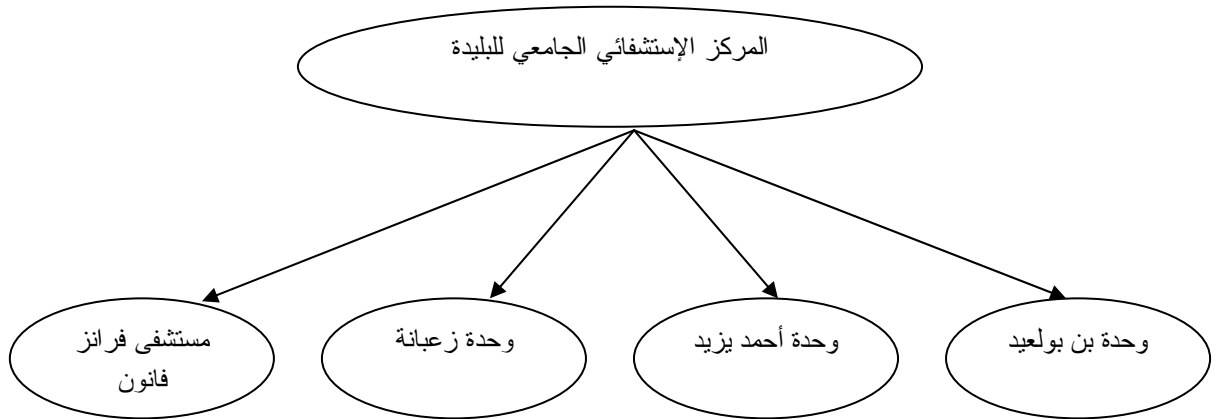 المركز الإستشفائي الجامعي للبليدة
وحدة بن بولعيد
وحدة أحمد يزيد
وحدة زعبانة
مستشفى فرانز
فانون